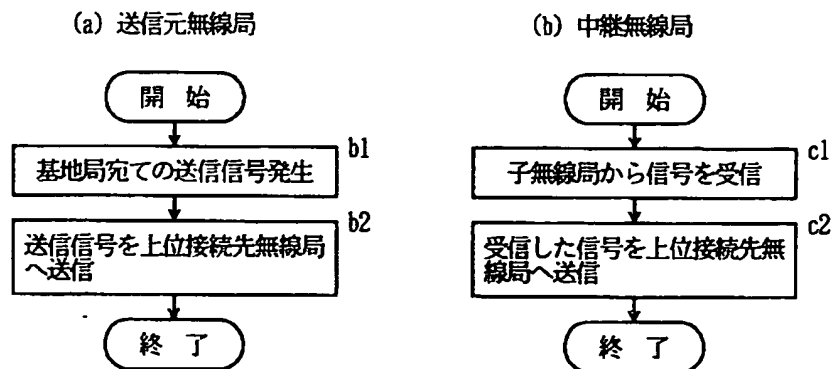 (a) 送信元無線局
開 始
b1
基地局宛ての送信信号発生
b2
送信信号を上位接続先無線局
へ送信
終 了
(b) 中継無線局
開 始
c1
子無線局から信号を受信
c2
受信した信号を上位接続先無
線局へ送信
終 了